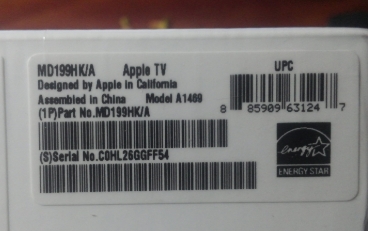 MD199HK/A Apple TV
Designed by Apple in California
Assembled in China Model A1469
(1P)Part No.MD199HK/A
(S)Serial No.C0HL26GGFF54
UPC
8 85909 63124 7
energy
ENERGY STAR